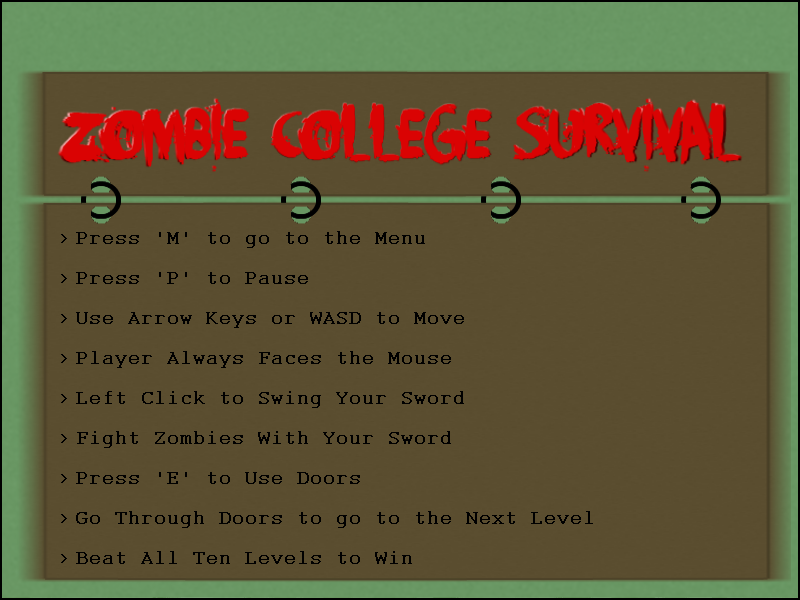 ZOMBIE COLLEGE SURVIVAL
> Press 'M' to go to the Menu
> Press 'P' to Pause
> Use Arrow Keys or WASD to Move
> Player Always Faces the Mouse
> Left Click to Swing Your Sword
> Fight Zombies With Your Sword
> Press 'E' to Use Doors
> Go Through Doors to go to the Next Level
> Beat All Ten Levels to Win